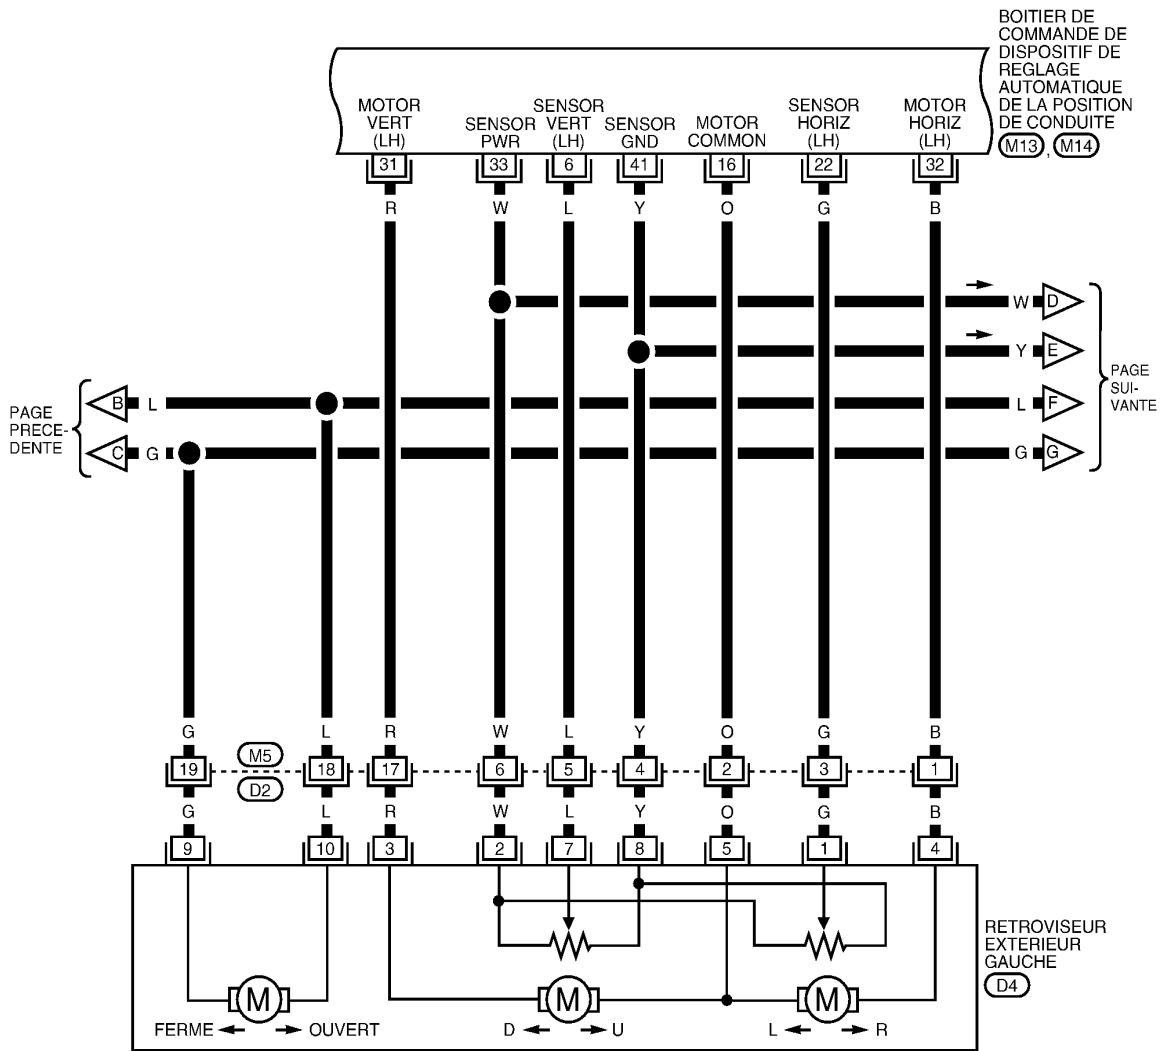 BOITIER DE
COMMANDE DE
DISPOSITIF DE
REGLAGE
AUTOMATIQUE
DE LA POSITION
DE CONDUITE
M13 , M14
MOTOR
VERT
(LH)
SENSOR
PWR
SENSOR
VERT
(LH)
SENSOR
GND
MOTOR
COMMON
SENSOR
HORIZ
(LH)
MOTOR
HORIZ
(LH)
31 33 6 41 16 22 32
R W L Y O G B
W D
Y E
PAGE
PRECE-
DENTE
B L
L F
C G
G G
PAGE
SUI-
VANTE
G L R W L Y O G B
M5
19 18 17 6 5 4 2 3 1
D2
G L R W L Y O G B
9 10 3 2 7 8 5 1 4
RETROVISEUR
EXTERIEUR
GAUCHE
D4
M M M
FERME OUVERT D U L R